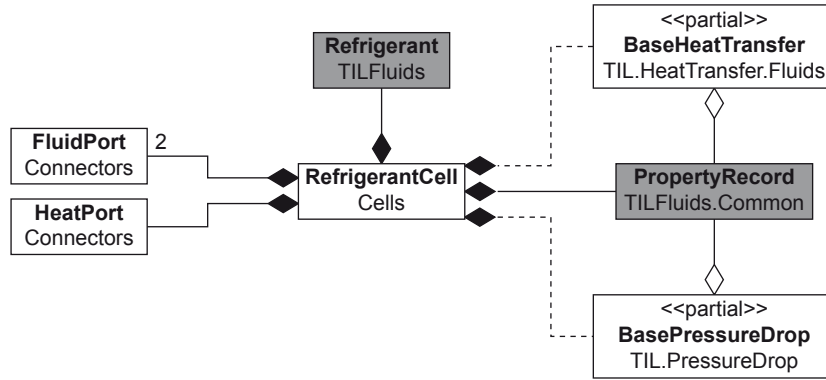 Refrigerant
TILFluids
<<partial>>
BaseHeatTransfer
TIL.HeatTransfer.Fluids
FluidPort
Connectors
2
HeatPort
Connectors
RefrigerantCell
Cells
PropertyRecord
TILFluids.Common
<<partial>>
BasePressureDrop
TIL.PressureDrop